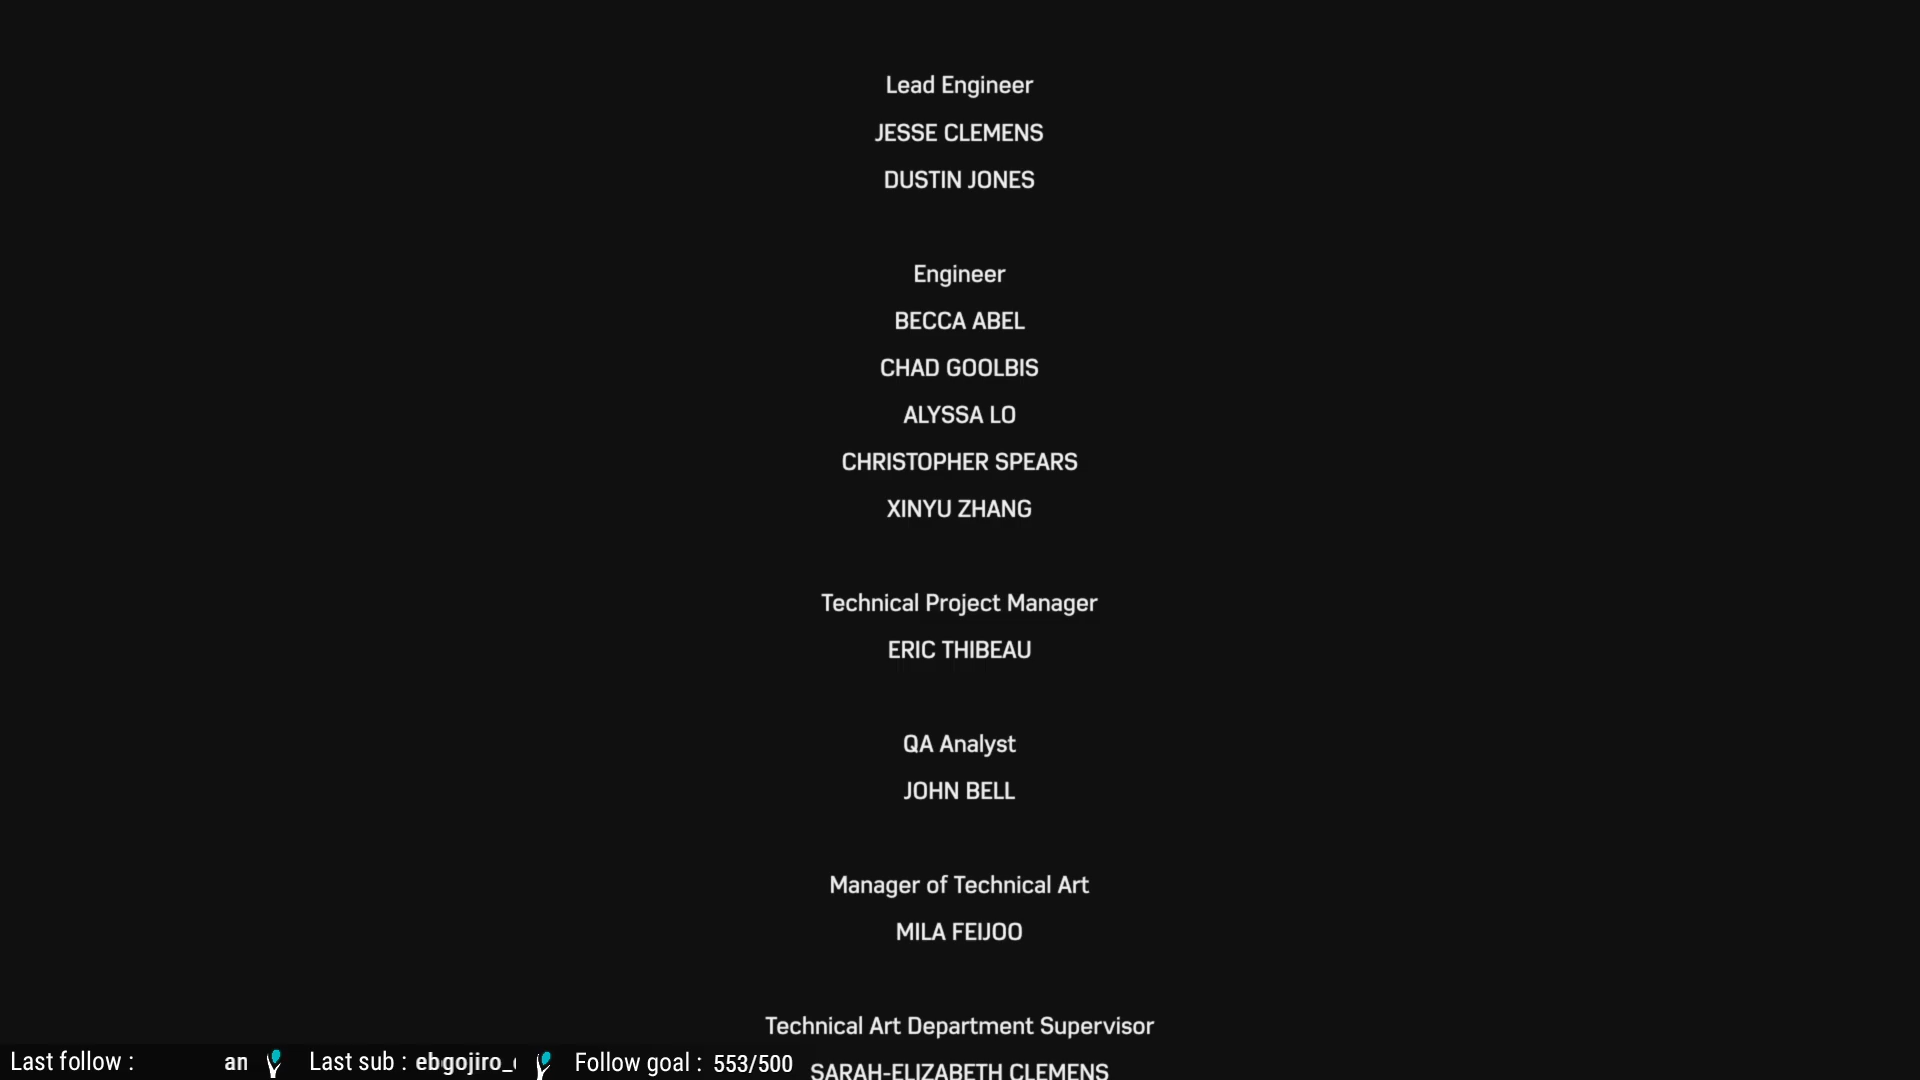 Lead Engineer
JESSE CLEMENS
DUSTIN JONES
Engineer
BECCA ABEL
CHAD GOOLBIS
ALYSSA LO
CHRISTOPHER SPEARS
XINYU ZHANG
Technical Project Manager
ERIC THIBEAU
QA Analyst
JOHN BELL
Manager of Technical Art
MILA FEIJOO
Technical Art Department Supervisor
SARAH-ELIZABETH CLEMENS
Last follow : an Last sub : ebgojiro_ Follow goal : 553/500